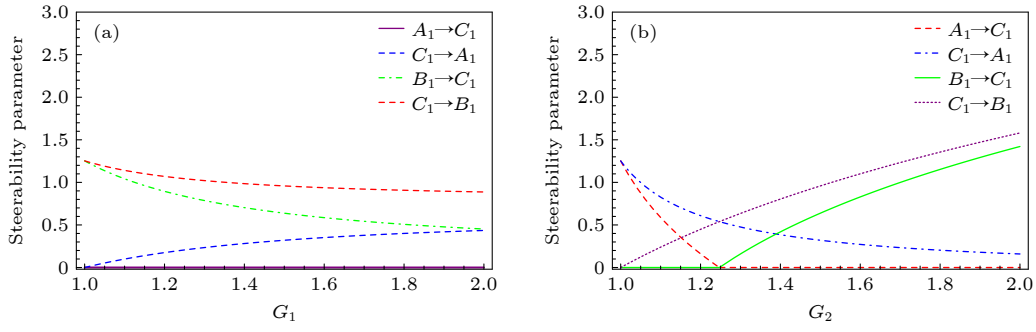 (a)
Steerability parameter
3.0
2.5
2.0
1.5
1.0
0.5
0
A₁→C₁
C₁→A₁
B₁→C₁
C₁→B₁
1.0 1.2 1.4 1.6 1.8 2.0
G₁
(b)
Steerability parameter
3.0
2.5
2.0
1.5
1.0
0.5
0
A₁→C₁
C₁→A₁
B₁→C₁
C₁→B₁
1.0 1.2 1.4 1.6 1.8 2.0
G₂